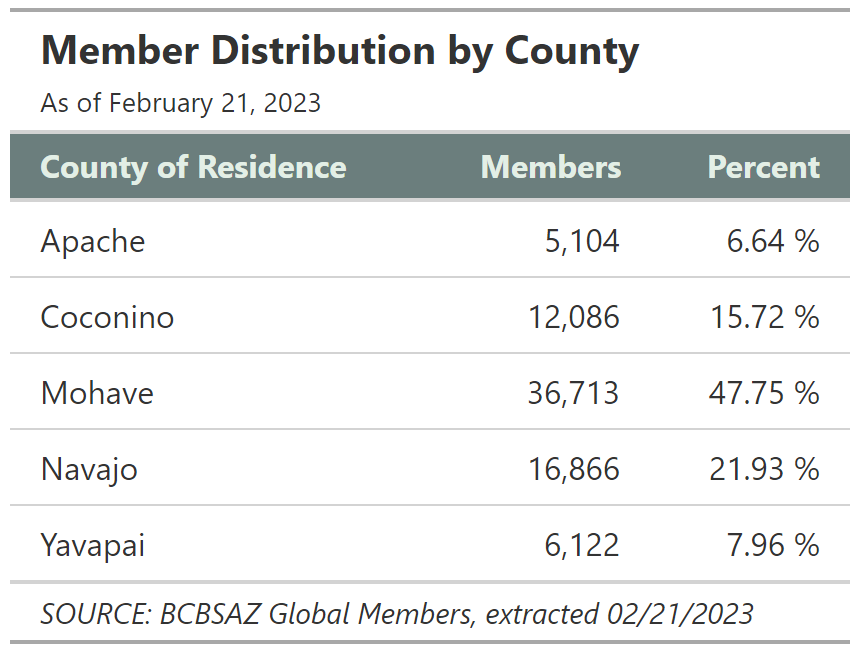 Member Distribution by County
As of February 21, 2023
County of Residence Members Percent
Apache 5,104 6.64 %
Coconino 12,086 15.72 %
Mohave 36,713 47.75 %
Navajo 16,866 21.93 %
Yavapai 6,122 7.96 %
SOURCE: BCBSAZ Global Members, extracted 02/21/2023